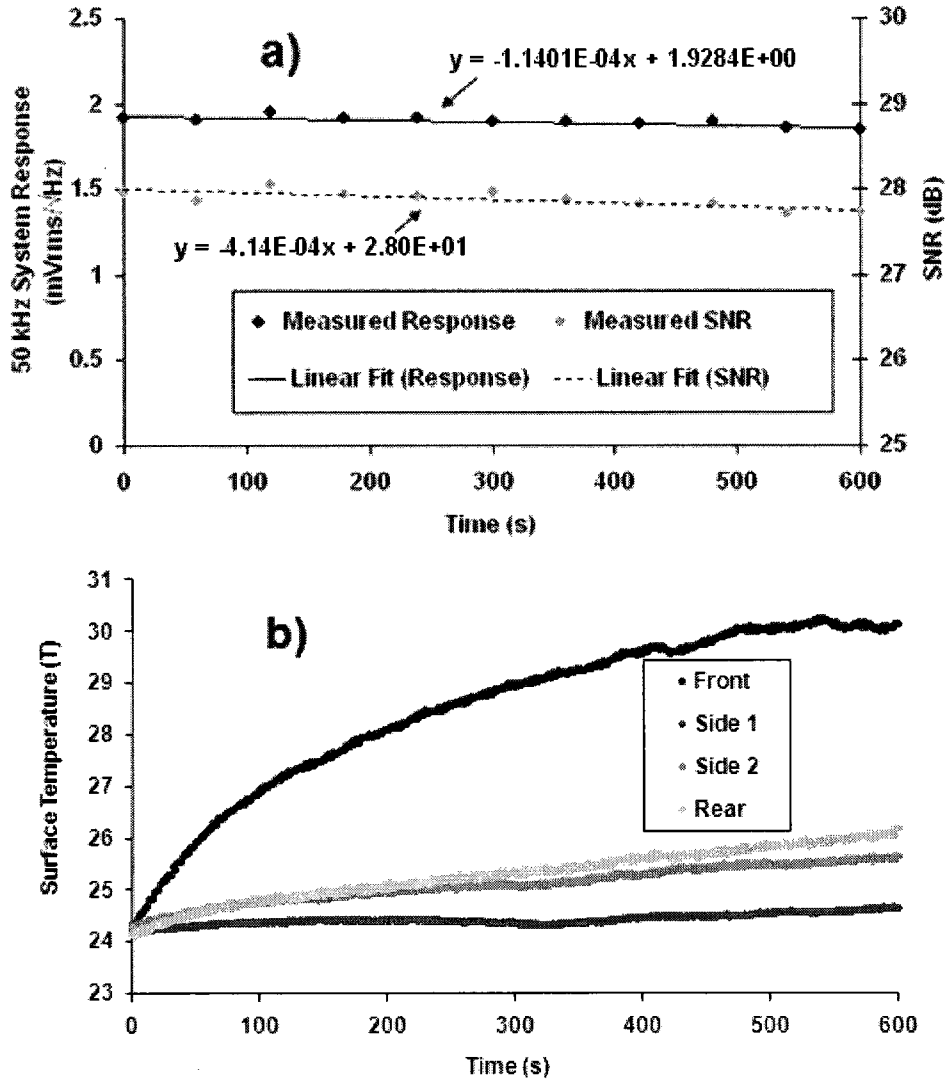 a)
y = -1.1401E-04x + 1.9284E+00
y = -4.14E-04x + 2.80E+01
2.5
2
1.5
1
0.5
0
50 kHz System Response
(mVrms/√Hz)
30
29
28
27
26
25
SNR (dB)
Measured Response
Measured SNR
Linear Fit (Response)
Linear Fit (SNR)
0 100 200 300 400 500 600
Time (s)
b)
31
30
29
28
27
26
25
24
23
Surface Temperature (T)
Front
Side 1
Side 2
Rear
0 100 200 300 400 500 600
Time (s)